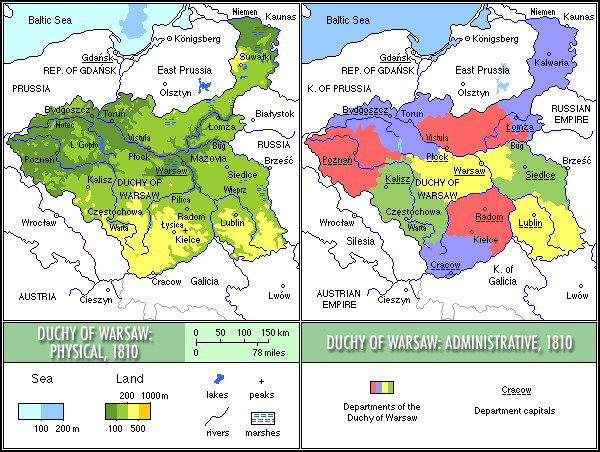 Baltic Sea
Niemen
Kaunas
Königsberg
Gdańsk
REP. OF GDAŃSK
Suwałki
East Prussia
PRUSSIA
Olsztyn
Bydgoszcz
Toruń
Białystok
Noteć
Łomża
L. Gopło
Vistula
Bug
RUSSIA
Poznań
Płock
Mazovia
Warsaw
Brześć
Siedlce
Kalisz
DUCHY OF
WARSAW
Wieprz
Pilica
Częstochowa
Radom
Wrocław
Warta
Łysica
Lublin
Kielce
Cracow
Galicia
AUSTRIA
Cieszyn
Lwów
Baltic Sea
Niemen
Kaunas
Königsberg
Kalwaria
Gdańsk
REP. OF GDAŃSK
East Prussia
K. OF PRUSSIA
Olsztyn
Bydgoszcz
Toruń
RUSSIAN
EMPIRE
Łomża
Vistula
Bug
Poznań
Płock
Warsaw
Brześć
Siedlce
Kalisz
DUCHY OF
WARSAW
Częstochowa
Radom
Wrocław
Warta
Lublin
Silesia
Kielce
Cracow
K. of
Galicia
AUSTRIAN
EMPIRE
Cieszyn
Lwów
DUCHY OF WARSAW:
PHYSICAL, 1810
0 50 100 150 km
0 78 miles
DUCHY OF WARSAW: ADMINISTRATIVE, 1810
Sea
Land
200 1000m
100 200 m
100 500
lakes
peaks
rivers
marshes
Departments of the
Duchy of Warsaw
Cracow
Department capitals